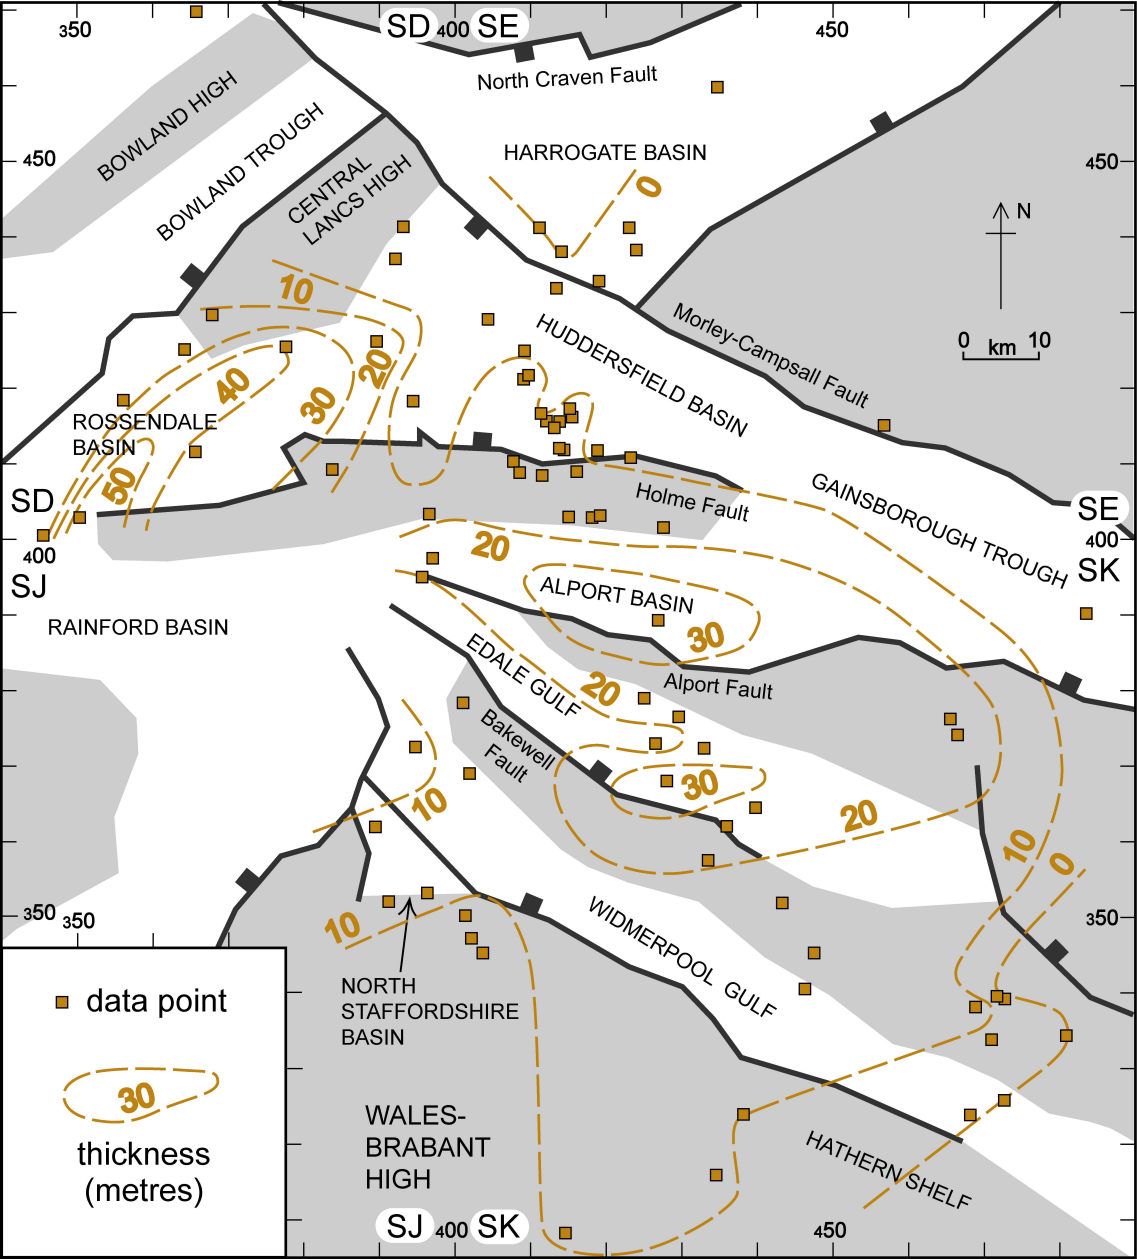 350
SD
400
SE
450
North Craven Fault
BOWLAND HIGH
BOWLAND TROUGH
HARROGATE BASIN
450
450
CENTRAL
LANCS HIGH
0
N
10
0
km
10
Morley-Campsall Fault
HUDDERSFIELD BASIN
20
40
30
ROSSENDALE
BASIN
50
SD
400
SJ
Holme Fault
GAINSBOROUGH TROUGH
SE
400
SK
20
ALPORT BASIN
30
RAINFORD BASIN
EDALE GULF
20
Alport Fault
Bakewell
Fault
30
10
20
10
0
350
350
10
350
WIDMERPOOL GULF
NORTH
STAFFORDSHIRE
BASIN
data point
30
thickness
(metres)
WALES-
BRABANT
HIGH
HATHERN SHELF
SJ
400
SK
450